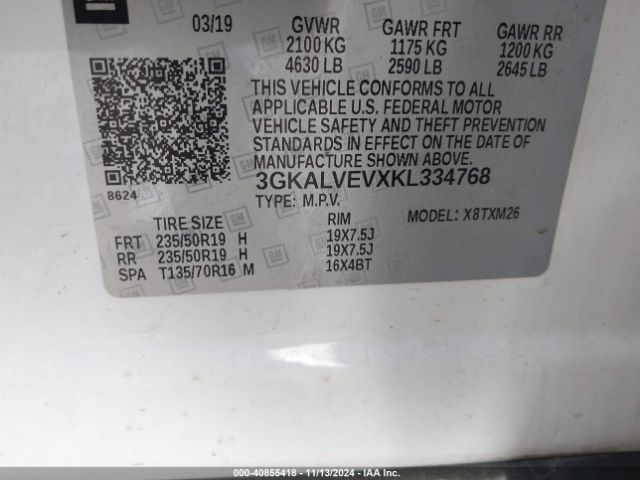 03/19 GVWR GAWR FRT GAWR RR
2100 KG 1175 KG 1200 KG
4630 LB 2590 LB 2645 LB
THIS VEHICLE CONFORMS TO ALL
APPLICABLE U.S. FEDERAL MOTOR
VEHICLE SAFETY AND THEFT PREVENTION
STANDARDS IN EFFECT ON THE DATE OF
MANUFACTURE SHOWN ABOVE.
8624
3GKALVEVXKL334768
TYPE: M.P.V. MODEL: X8TXM26
TIRE SIZE RIM
FRT 235/50R19 H 19X7.5J
RR 235/50R19 H 19X7.5J
SPA T135/70R16 M 16X4BT
000-40855418 - 11/13/2024 - IAA Inc.